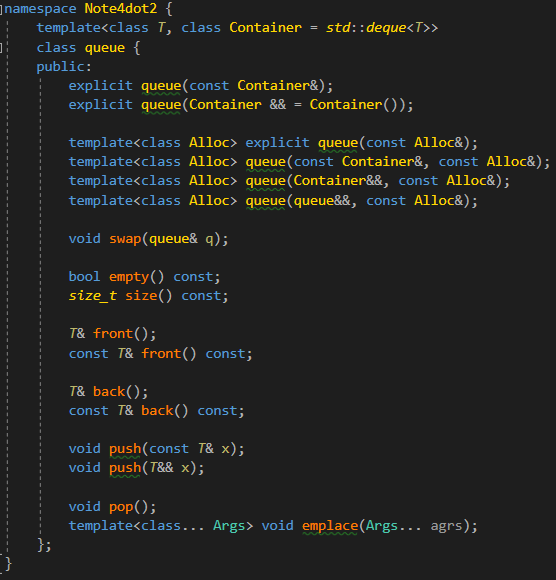 namespace Note4dot2 {
template<class T, class Container = std::deque<T>>
class queue {
public:
explicit queue(const Container&);
explicit queue(Container && = Container());
template<class Alloc> explicit queue(const Alloc&);
template<class Alloc> queue(const Container&, const Alloc&);
template<class Alloc> queue(Container&&, const Alloc&);
template<class Alloc> queue(queue&&, const Alloc&);
void swap(queue& q);
bool empty() const;
size_t size() const;
T& front();
const T& front() const;
T& back();
const T& back() const;
void push(const T& x);
void push(T&& x);
void pop();
template<class... Args> void emplace(Args... agrs);
};
}